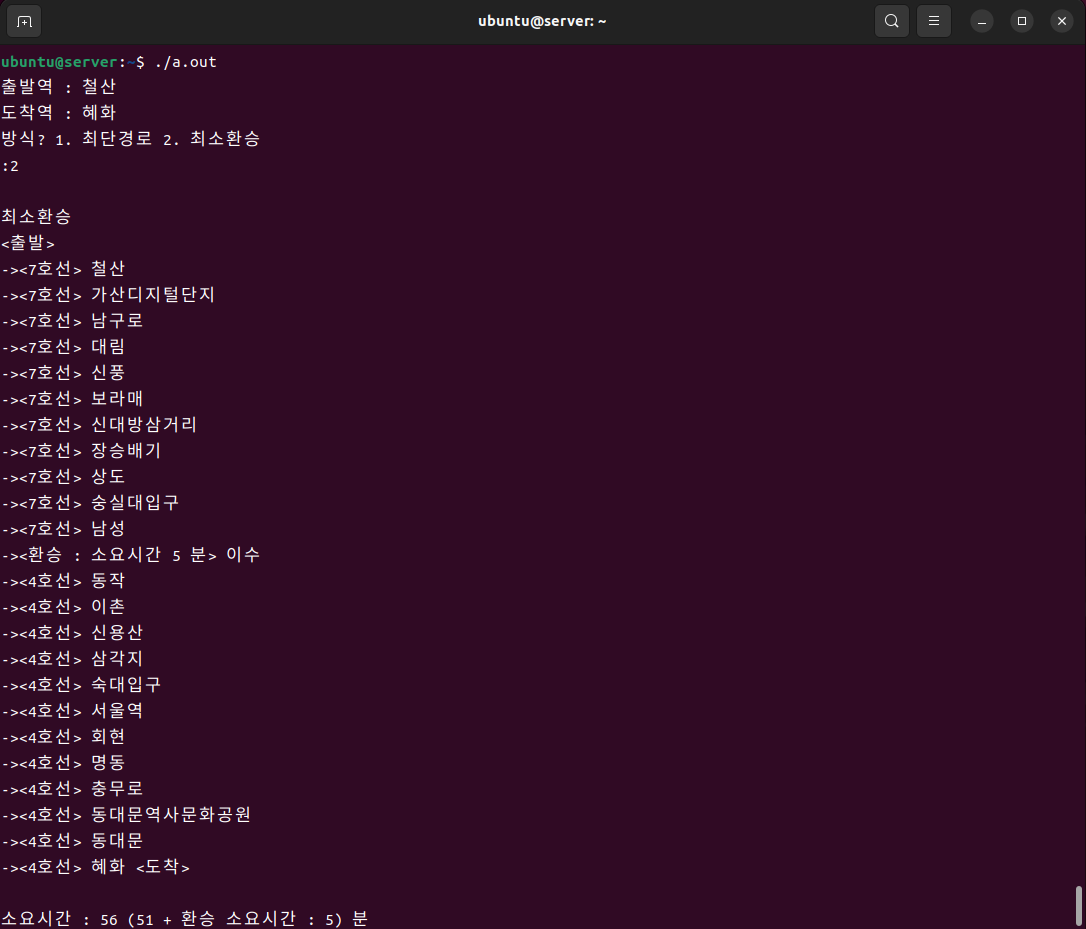 ubuntu@server: ~
ubuntu@server:~$ ./a.out
출발역 : 철산
도착역 : 혜화
방식? 1. 최단경로 2. 최소환승
:2
최소환승
<출발>
-><7호선> 철산
-><7호선> 가산디지털단지
-><7호선> 남구로
-><7호선> 대림
-><7호선> 신풍
-><7호선> 보라매
-><7호선> 신대방삼거리
-><7호선> 장승배기
-><7호선> 상도
-><7호선> 숭실대입구
-><7호선> 남성
-><환승 : 소요시간 5 분> 이수
-><4호선> 동작
-><4호선> 이촌
-><4호선> 신용산
-><4호선> 삼각지
-><4호선> 숙대입구
-><4호선> 서울역
-><4호선> 회현
-><4호선> 명동
-><4호선> 충무로
-><4호선> 동대문역사문화공원
-><4호선> 동대문
-><4호선> 혜화 <도착>
소요시간 : 56 (51 + 환승 소요시간 : 5) 분